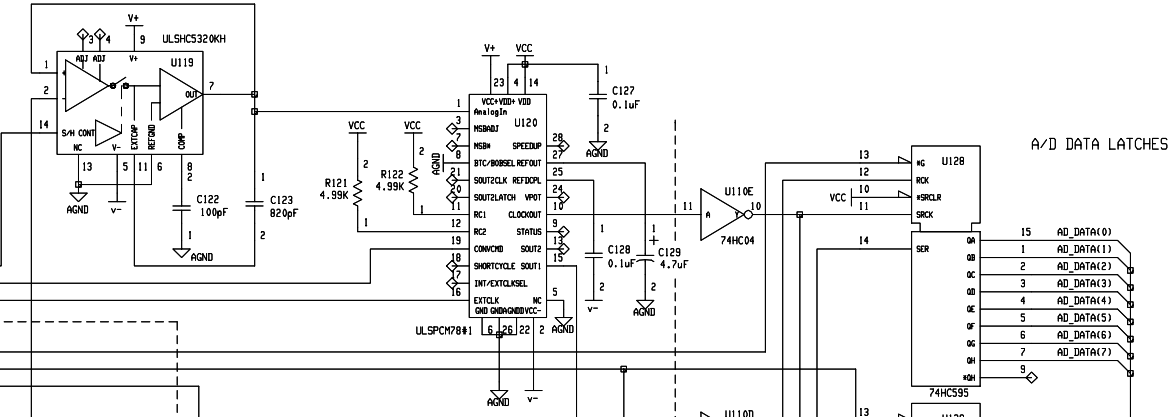 V+ ULSHC5320KH
3 4 9
ADJ ADJ V+ U119
1
2 7
OUT
14 S/H CONT EXTCAP REFGND COMP
NC V-
13 5 11 6 8
AGND V- 2 C122 100pF 1 AGND
1 C123 820pF 2
VCC VCC
2 2
R121 4.99K R122 4.99K
1 1
V+ VCC
23 4 14
VCC+ VDD+ VDD
1 AnalogIn U120
3 MSBADJ SPEEDUP 28
7 MSB* REFOUT 27
AGND 8 BTC/BOBSEL
21 SOUT2CLK REFDCPL 25
20 SOUT2LATCH VPOT 24
11 RC1 CLOCKOUT 10
12 RC2 STATUS 9
19 CONVCMD SOUT2 13
18 SHORTCYCLE SOUT1 15
17 INT/EXTCLKSEL
16 EXTCLK NC 5
GND GNDAGNDDVCC-
ULSPCM78#1 6 26 22 2
AGND V- AGND
1 C127 0.1uF 2 AGND
1 C128 0.1uF 2 V-
1 + C129 4.7uF 2 AGND
U110E
11 A Y 10
74HC04
U110D
A/D DATA LATCHES
U128
13 *G
12 RCK
VCC 10 *SRCLR
11 SRCK
14 SER
QA 15 AD_DATA(0)
QB 1 AD_DATA(1)
QC 2 AD_DATA(2)
QD 3 AD_DATA(3)
QE 4 AD_DATA(4)
QF 5 AD_DATA(5)
QG 6 AD_DATA(6)
QH 7 AD_DATA(7)
*QH 9
74HC595
13 U129